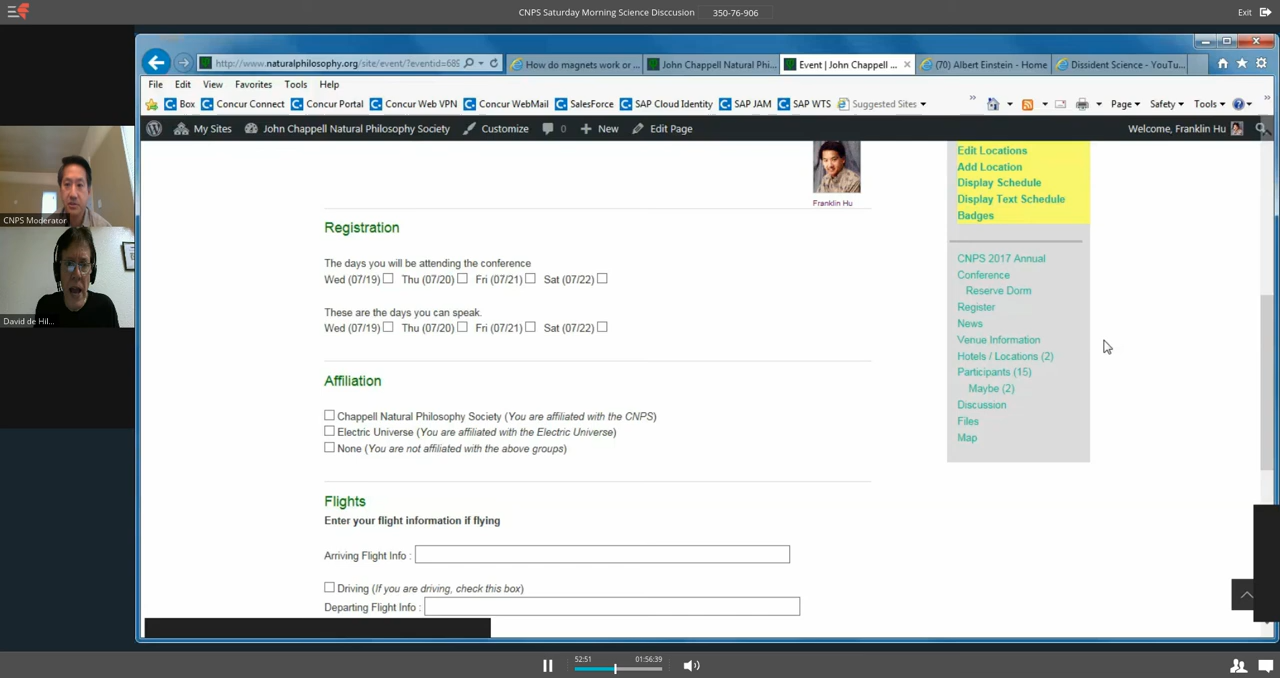 CNPS Saturday Morning Science Disccusion 350-76-906 Exit
http://www.naturalphilosophy.org/site/event/?eventid=689 How do magnets work or ... John Chappell Natural Phi... Event | John Chappell ... (70) Albert Einstein - Home Dissident Science - YouTu...
File Edit View Favorites Tools Help
Box Concur Connect Concur Portal Concur Web VPN Concur WebMail SalesForce SAP Cloud Identity SAP JAM SAP WTS Suggested Sites » Page Safety Tools »
My Sites John Chappell Natural Philosophy Society Customize 0 New Edit Page Welcome, Franklin Hu
CNPS Moderator
David de Hil...
Franklin Hu
Registration
The days you will be attending the conference
Wed (07/19) Thu (07/20) Fri (07/21) Sat (07/22)
These are the days you can speak.
Wed (07/19) Thu (07/20) Fri (07/21) Sat (07/22)
Affiliation
Chappell Natural Philosophy Society (You are affiliated with the CNPS)
Electric Universe (You are affiliated with the Electric Universe)
None (You are not affiliated with the above groups)
Flights
Enter your flight information if flying
Arriving Flight Info :
Driving (If you are driving, check this box)
Departing Flight Info :
Edit Locations
Add Location
Display Schedule
Display Text Schedule
Badges
CNPS 2017 Annual
Conference
Reserve Dorm
Register
News
Venue Information
Hotels / Locations (2)
Participants (15)
Maybe (2)
Discussion
Files
Map
52:51 01:56:39